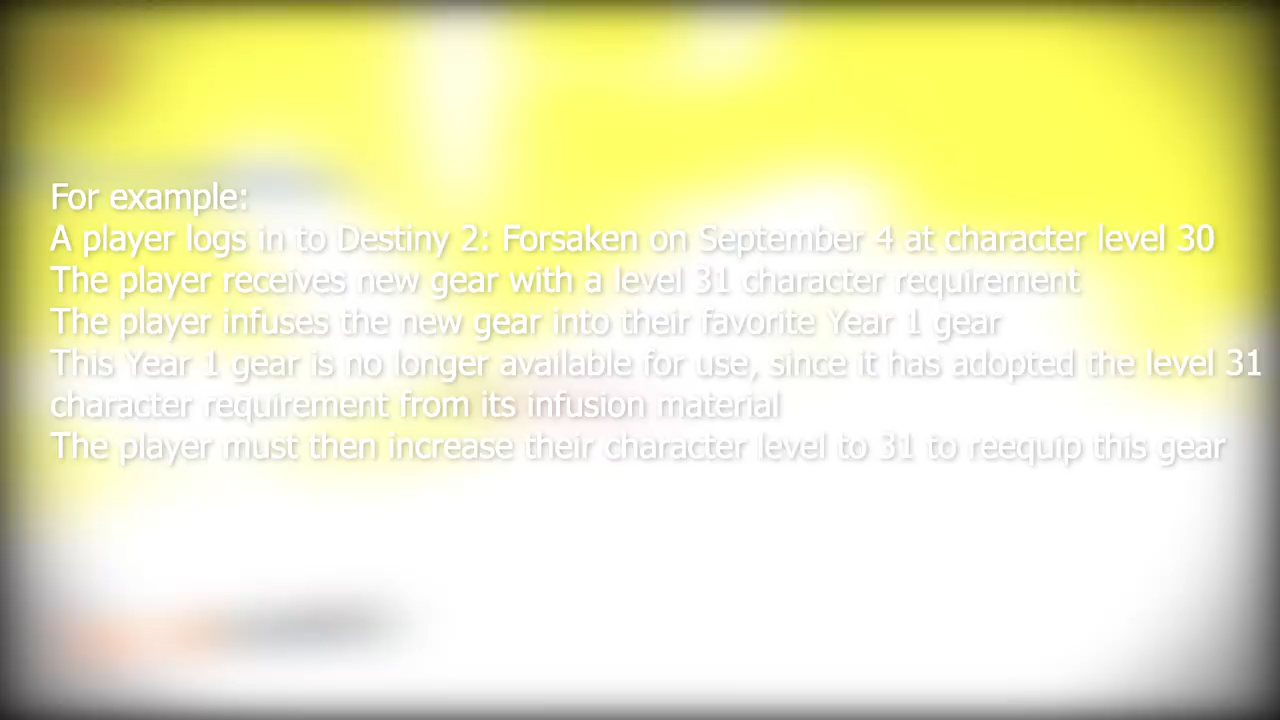 For example:
A player logs in to Destiny 2: Forsaken on September 4 at character level 30
The player receives new gear with a level 31 character requirement
The player infuses the new gear into their favorite Year 1 gear
This Year 1 gear is no longer available for use, since it has adopted the level 31
character requirement from its infusion material
The player must then increase their character level to 31 to reequip this gear